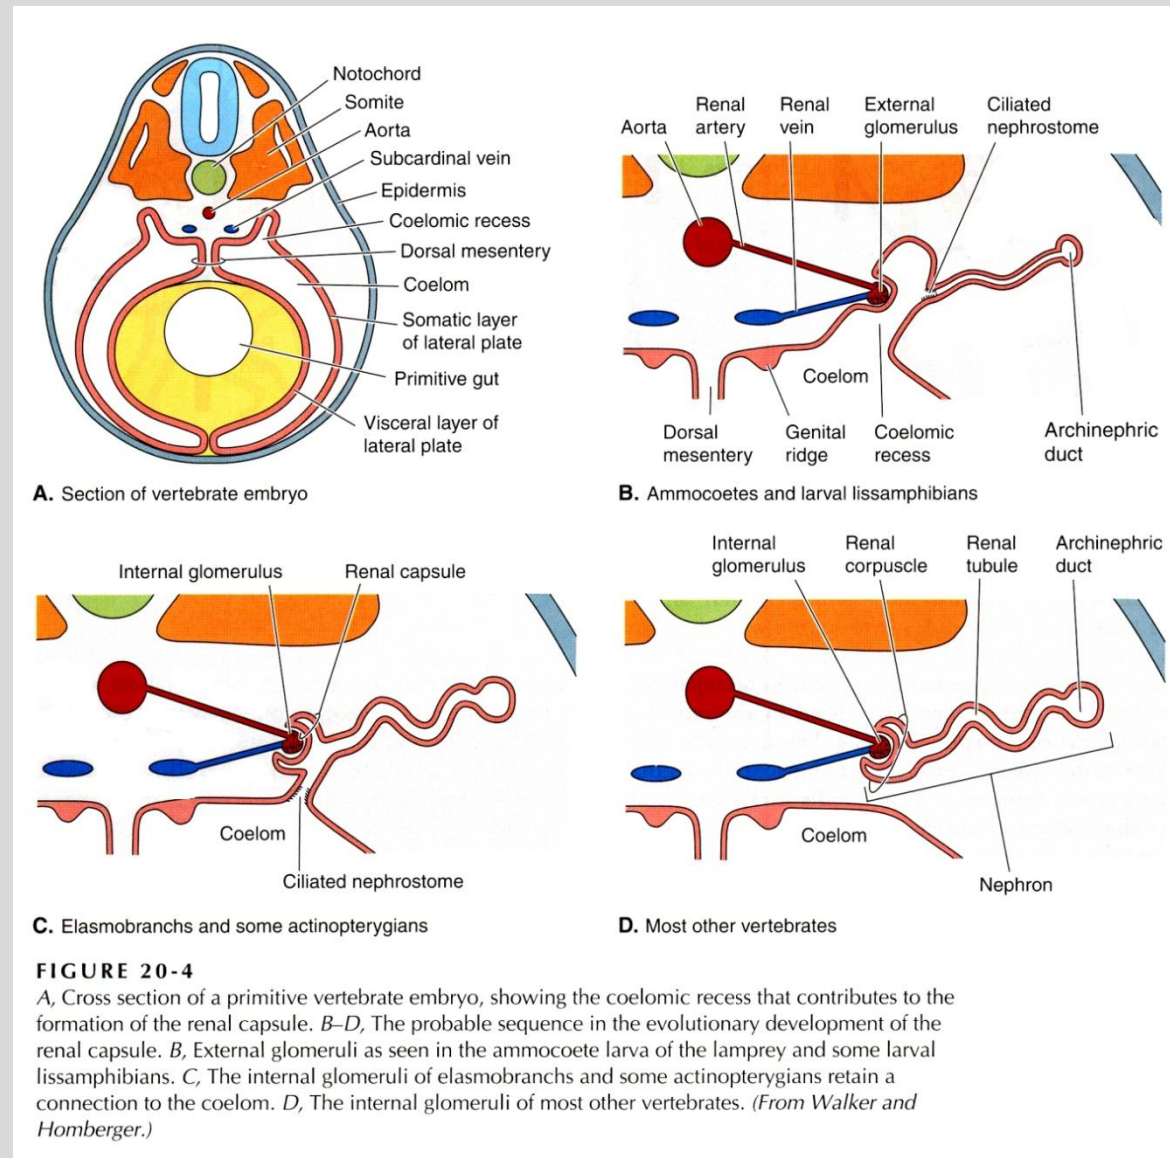 Notochord
Somite
Aorta
Subcardinal vein
Epidermis
Coelomic recess
Dorsal mesentery
Coelom
Somatic layer
of lateral plate
Primitive gut
Visceral layer of
lateral plate
A. Section of vertebrate embryo
Aorta
Renal
artery
Renal
vein
External
glomerulus
Ciliated
nephrostome
Coelom
Dorsal
mesentery
Genital
ridge
Coelomic
recess
Archinephric
duct
B. Ammocoetes and larval lissamphibians
Internal glomerulus
Renal capsule
Coelom
Ciliated nephrostome
C. Elasmobranchs and some actinopterygians
Internal
glomerulus
Renal
corpuscle
Renal
tubule
Archinephric
duct
Coelom
Nephron
D. Most other vertebrates
FIGURE 20-4
A, Cross section of a primitive vertebrate embryo, showing the coelomic recess that contributes to the
formation of the renal capsule. B–D, The probable sequence in the evolutionary development of the
renal capsule. B, External glomeruli as seen in the ammocoete larva of the lamprey and some larval
lissamphibians. C, The internal glomeruli of elasmobranchs and some actinopterygians retain a
connection to the coelom. D, The internal glomeruli of most other vertebrates. (From Walker and
Homberger.)